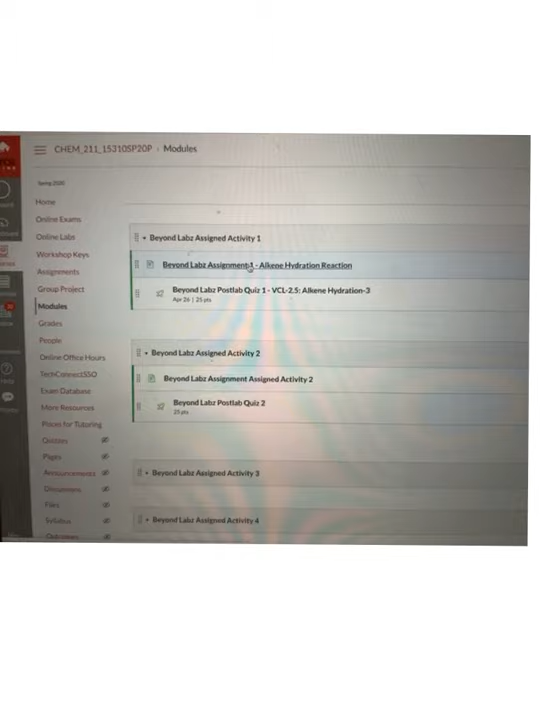 CHEM_211_15310SP20P › Modules
Spring 2020
Home
Online Exams
Online Labs
Workshop Keys
Assignments
Group Project
Modules
Grades
People
Online Office Hours
TechConnectSSO
Exam Database
More Resources
Places for Tutoring
Quizzes
Pages
Announcements
Discussions
Files
Syllabus
Outcomes
Beyond Labz Assigned Activity 1
Beyond Labz Assignment1 - Alkene Hydration Reaction
Beyond Labz Postlab Quiz 1 - VCL-2.5: Alkene Hydration-3
Apr 26 | 25 pts
Beyond Labz Assigned Activity 2
Beyond Labz Assignment Assigned Activity 2
Beyond Labz Postlab Quiz 2
25 pts
Beyond Labz Assigned Activity 3
Beyond Labz Assigned Activity 4